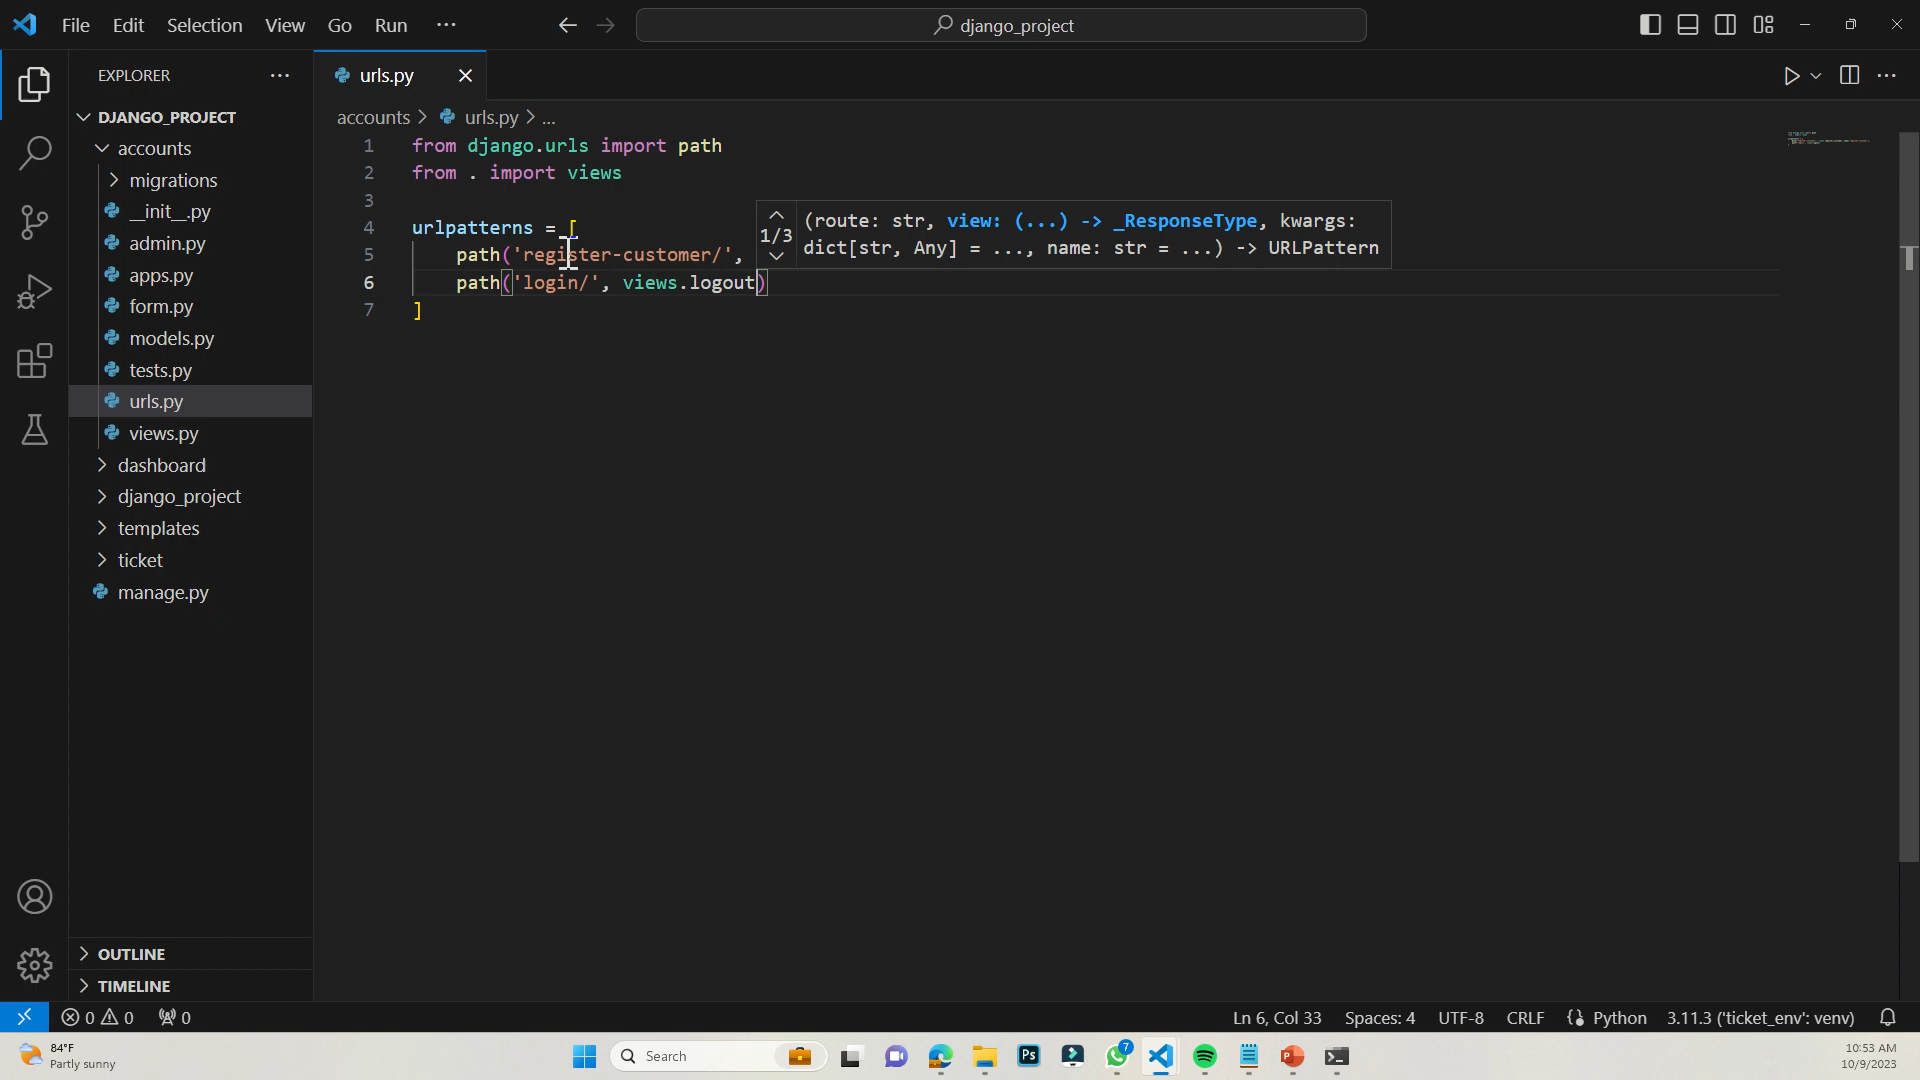 File Edit Selection View Go Run ··· django_project
EXPLORER ···
urls.py
DJANGO_PROJECT
accounts
migrations
__init__.py
admin.py
apps.py
form.py
models.py
tests.py
urls.py
views.py
dashboard
django_project
templates
ticket
manage.py
OUTLINE
TIMELINE
accounts > urls.py > ...
1 from django.urls import path
2 from . import views
3
4 urlpatterns = [
5 path('register-customer/',
6 path('login/', views.logout)
7 ]
1/3 (route: str, view: (...) -> _ResponseType, kwargs:
dict[str, Any] = ..., name: str = ...) -> URLPattern
0 0 0 Ln 6, Col 33 Spaces: 4 UTF-8 CRLF Python 3.11.3 ('ticket_env': venv)
84°F
Partly sunny
Search
Ps
7
10:53 AM
10/9/2023